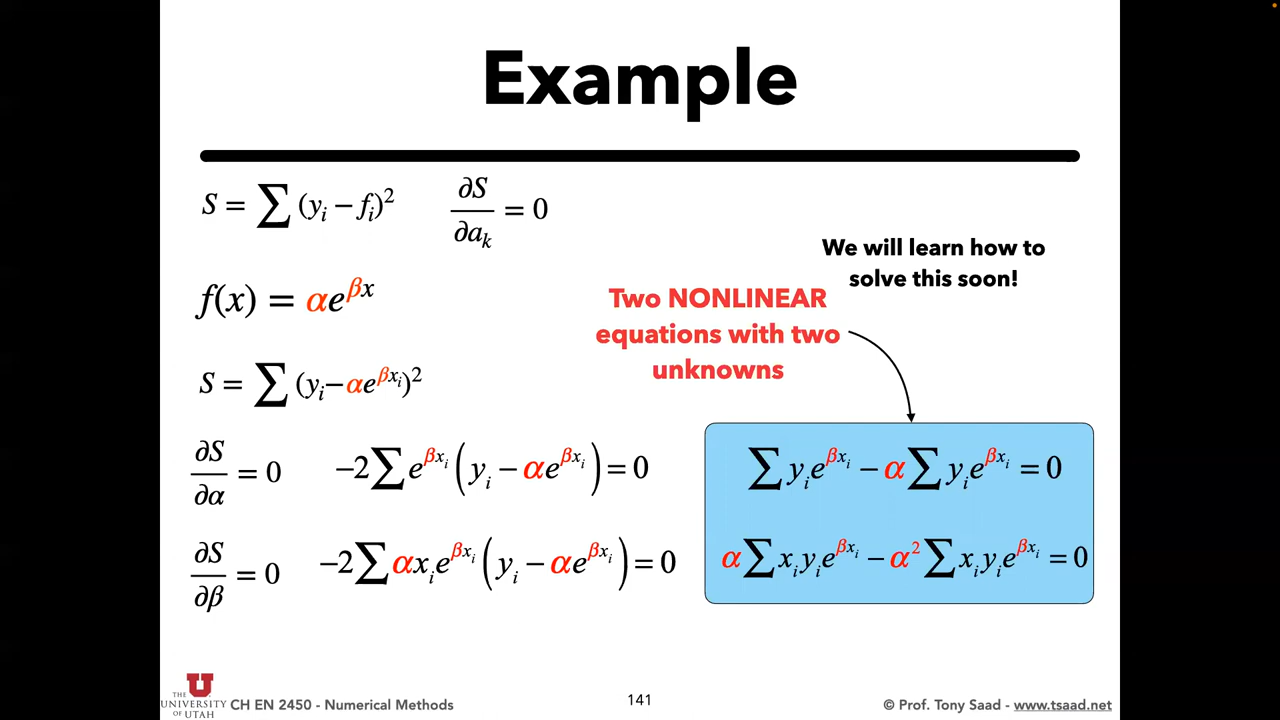 Example
S = ∑ (yᵢ − fᵢ)² ∂S/∂aₖ = 0
We will learn how to
solve this soon!
f(x) = αe^{βx}
Two NONLINEAR
equations with two
unknowns
S = ∑ (yᵢ−αe^{βxᵢ})²
∂S/∂α = 0 −2∑ e^{βxᵢ}(yᵢ − αe^{βxᵢ}) = 0 ∑ yᵢe^{βxᵢ} − α∑ yᵢe^{βxᵢ} = 0
∂S/∂β = 0 −2∑ αxᵢe^{βxᵢ}(yᵢ − αe^{βxᵢ}) = 0 α∑ xᵢyᵢe^{βxᵢ} − α²∑ xᵢyᵢe^{βxᵢ} = 0
U
THE
UNIVERSITY
OF UTAH
CH EN 2450 - Numerical Methods
141
© Prof. Tony Saad - www.tsaad.net